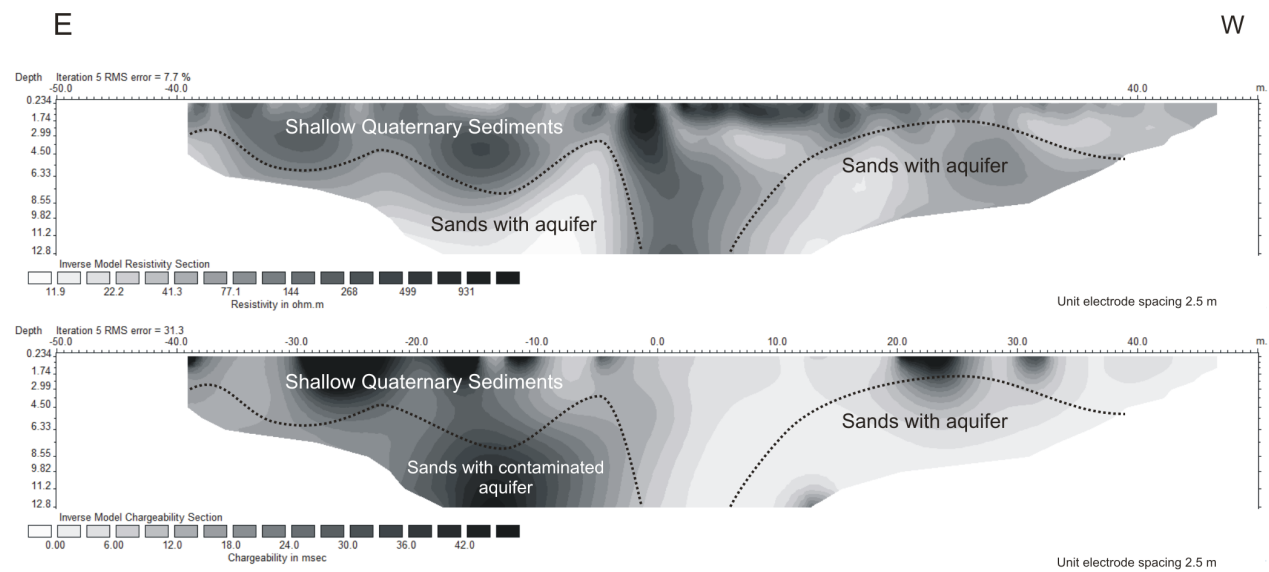 E W
Depth Iteration 5 RMS error = 7.7 %
-50.0 -40.0 40.0 m.
0.234
1.74
2.99
4.50
6.33
8.55
9.82
11.2
12.8
Shallow Quaternary Sediments
Sands with aquifer
Sands with aquifer
Inverse Model Resistivity Section
11.9 22.2 41.3 77.1 144 268 499 931
Resistivity in ohm.m
Unit electrode spacing 2.5 m
Depth Iteration 5 RMS error = 31.3
-50.0 -40.0 -30.0 -20.0 -10.0 0.0 10.0 20.0 30.0 40.0 m.
0.234
1.74
2.99
4.50
6.33
8.55
9.82
11.2
12.8
Shallow Quaternary Sediments
Sands with aquifer
Sands with contaminated
aquifer
Inverse Model Chargeability Section
0.00 6.00 12.0 18.0 24.0 30.0 36.0 42.0
Chargeability in msec
Unit electrode spacing 2.5 m